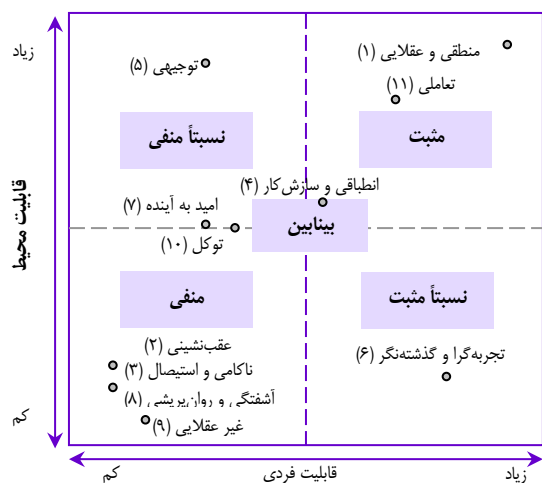 زیاد
منطقی و عقلایی (۱)
توجیهی (۵)
تعاملی (۱۱)
مثبت
نسبتاً منفی
انطباقی و سازش‌کار (۴)
قابلیت محیط
امید به آینده (۷)
بینابین
توکل (۱۰)
منفی
نسبتاً مثبت
عقب‌نشینی (۲)
تجربه‌گرا و گذشته‌نگر (۶)
ناکامی و استیصال (۳)
آشفتگی و روان‌پریشی (۸)
کم
غیر عقلایی (۹)
زیاد
قابلیت فردی
کم